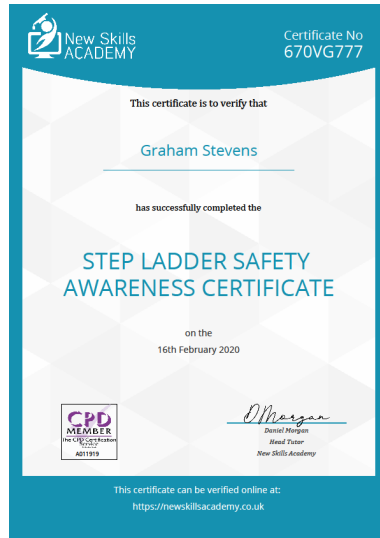 New Skills
ACADEMY
Certificate No
670VG777
This certificate is to verify that
Graham Stevens
has successfully completed the
STEP LADDER SAFETY
AWARENESS CERTIFICATE
on the
16th February 2020
CPD
MEMBER
The CPD Certification
Service
A011919
DMorgan
Daniel Morgan
Head Tutor
New Skills Academy
This certificate can be verified online at:
https://newskillsacademy.co.uk